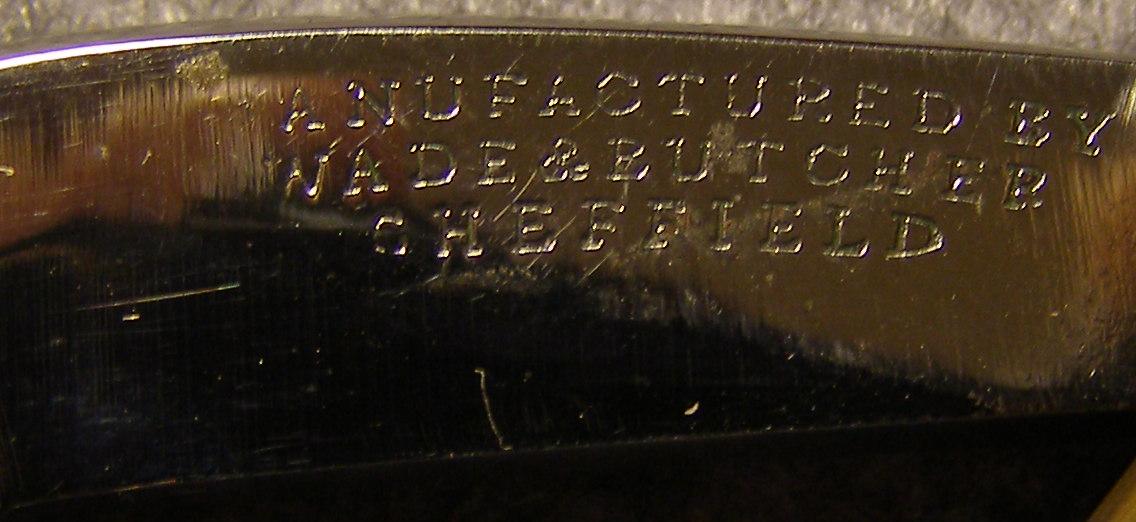 ANUFACTURED BY
WADE & BUTCHER
SHEFFIELD